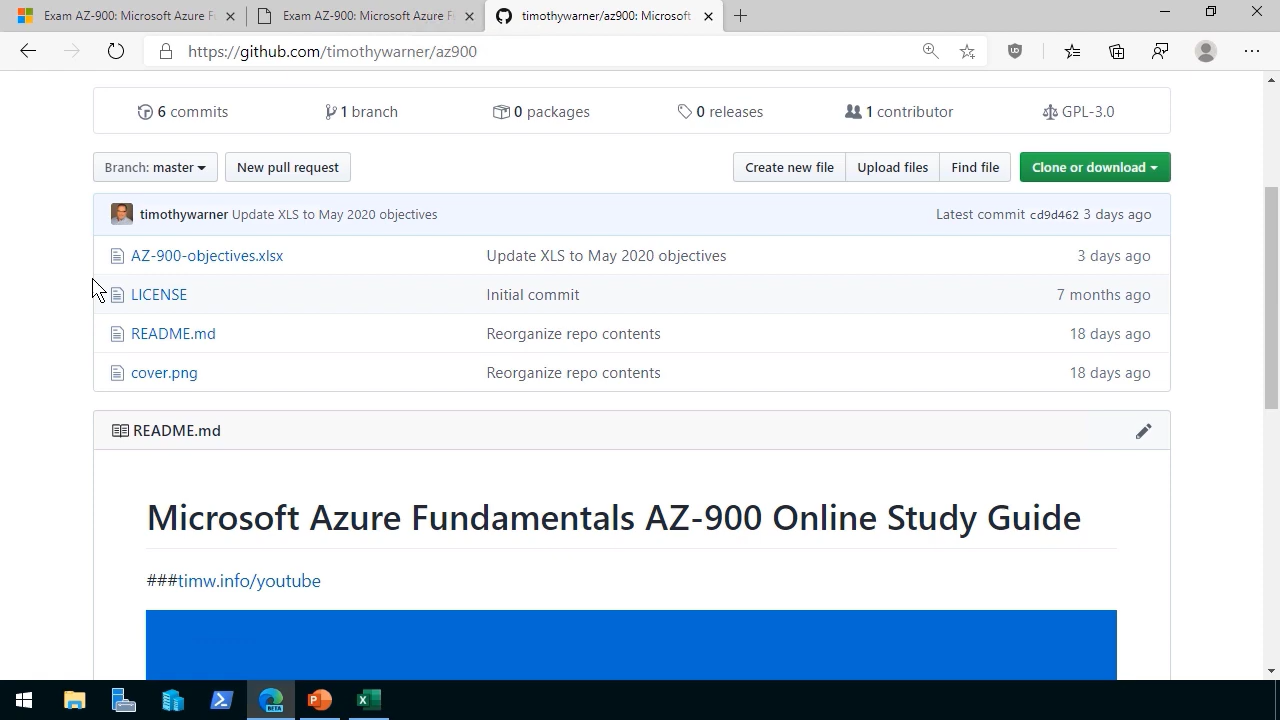 Exam AZ-900: Microsoft Azure F
Exam AZ-900: Microsoft Azure F
timothywarner/az900: Microsoft
https://github.com/timothywarner/az900
6 commits
1 branch
0 packages
0 releases
1 contributor
GPL-3.0
Branch: master
New pull request
Create new file
Upload files
Find file
Clone or download
timothywarner Update XLS to May 2020 objectives
Latest commit cd9d462 3 days ago
AZ-900-objectives.xlsx
Update XLS to May 2020 objectives
3 days ago
LICENSE
Initial commit
7 months ago
README.md
Reorganize repo contents
18 days ago
cover.png
Reorganize repo contents
18 days ago
README.md
Microsoft Azure Fundamentals AZ-900 Online Study Guide
###timw.info/youtube
BETA